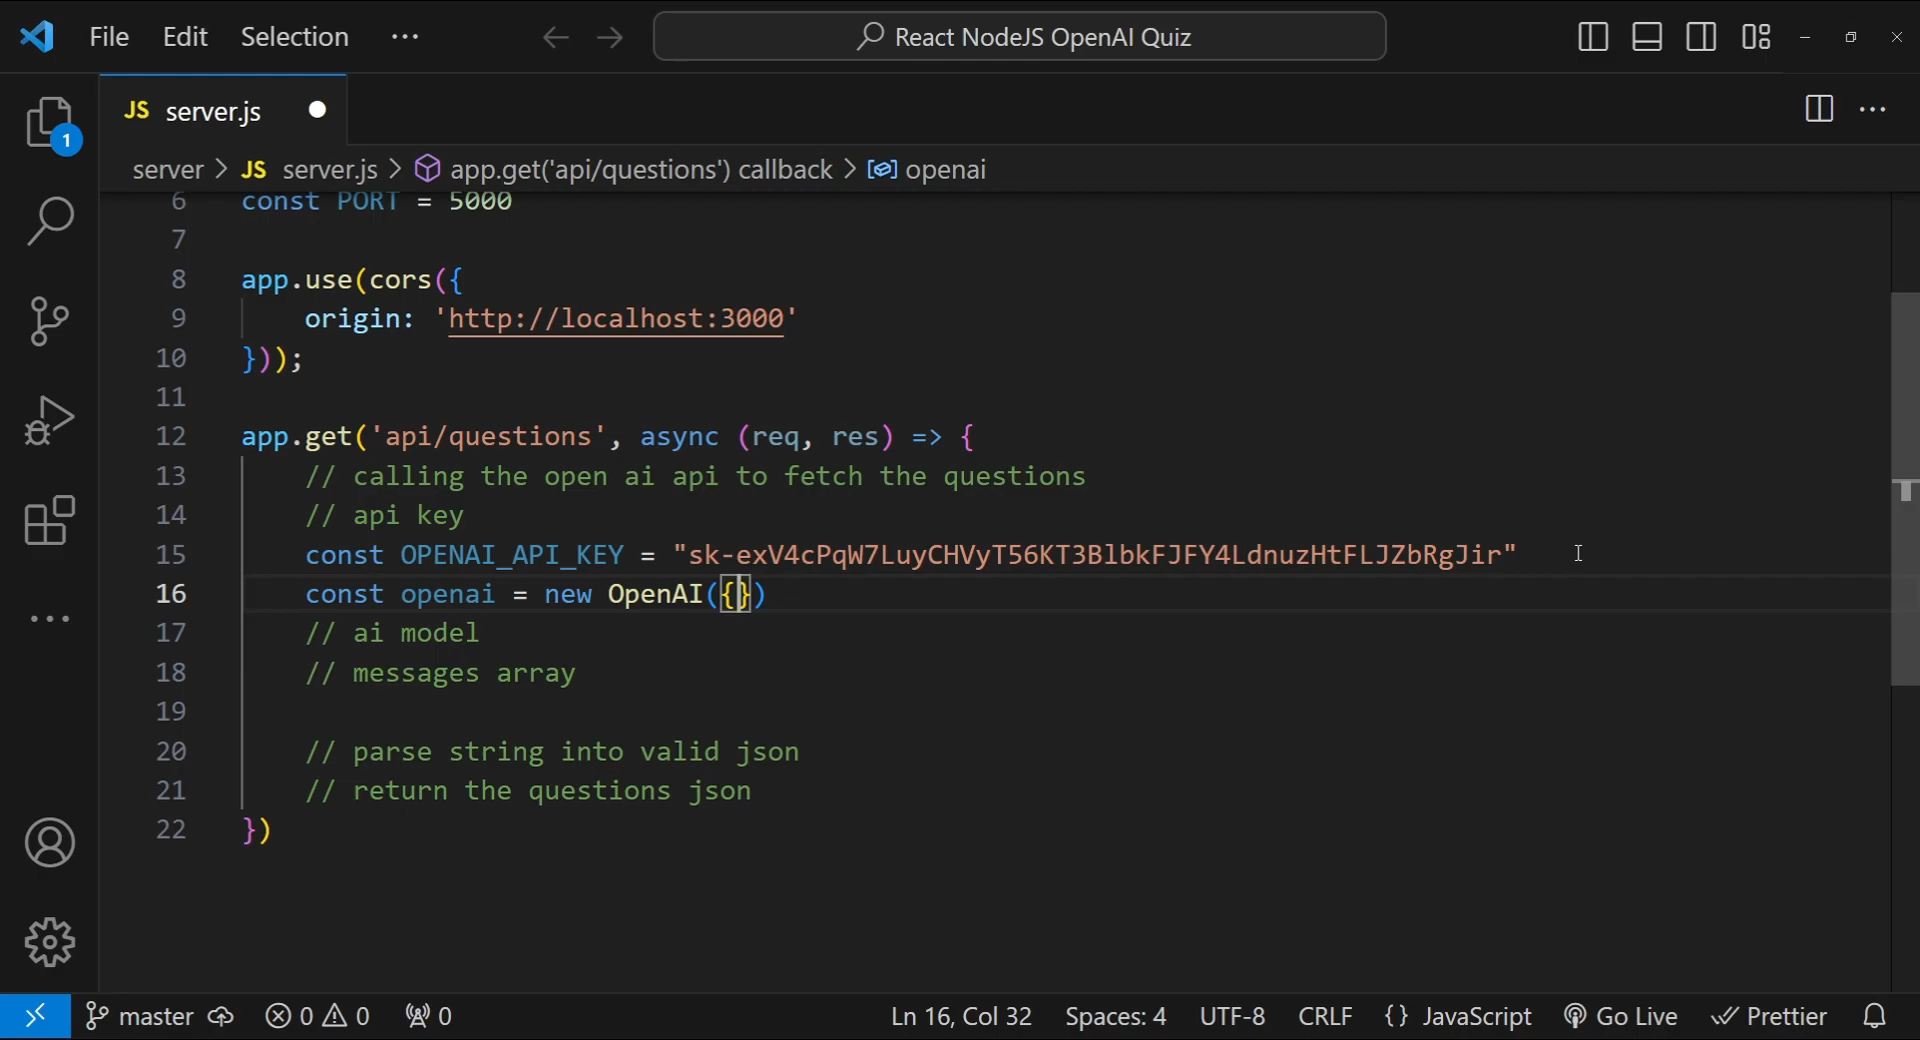 File Edit Selection ··· React NodeJS OpenAI Quiz
JS server.js
server > JS server.js > app.get('api/questions') callback > openai
1
6 const PORT = 5000
7
8 app.use(cors({
9 origin: 'http://localhost:3000'
10 }));
11
12 app.get('api/questions', async (req, res) => {
13 // calling the open ai api to fetch the questions
14 // api key
15 const OPENAI_API_KEY = "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"
16 const openai = new OpenAI({})
17 // ai model
18 // messages array
19
20 // parse string into valid json
21 // return the questions json
22 })
master 0 0 0 Ln 16, Col 32 Spaces: 4 UTF-8 CRLF {} JavaScript Go Live Prettier